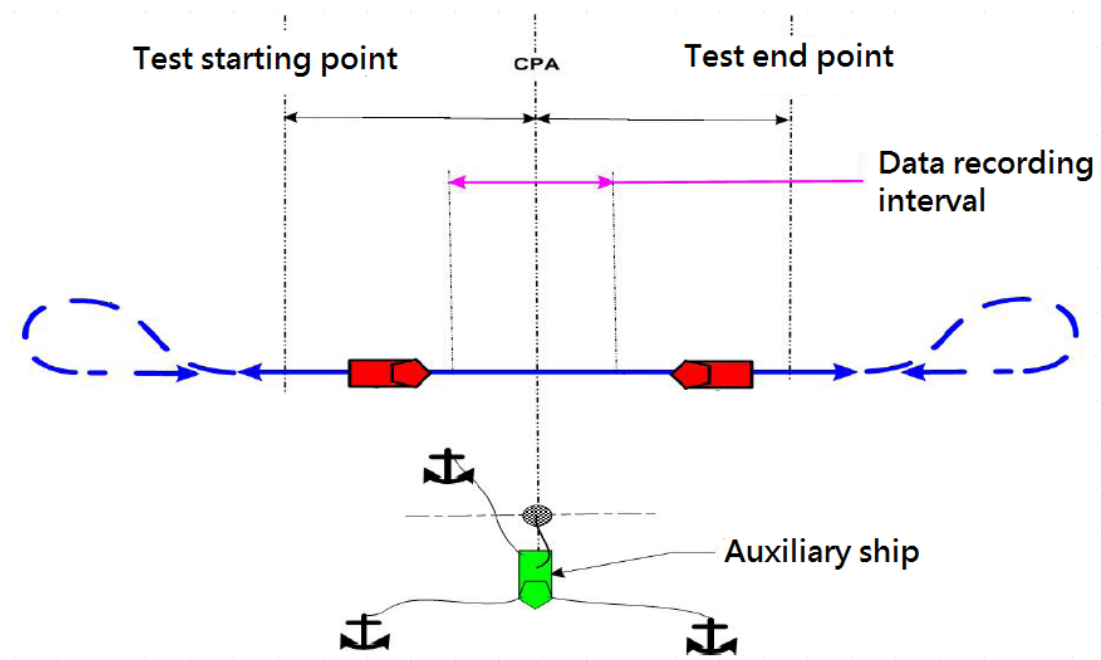 Test starting point
CPA
Test end point
Data recording
interval
Auxiliary ship